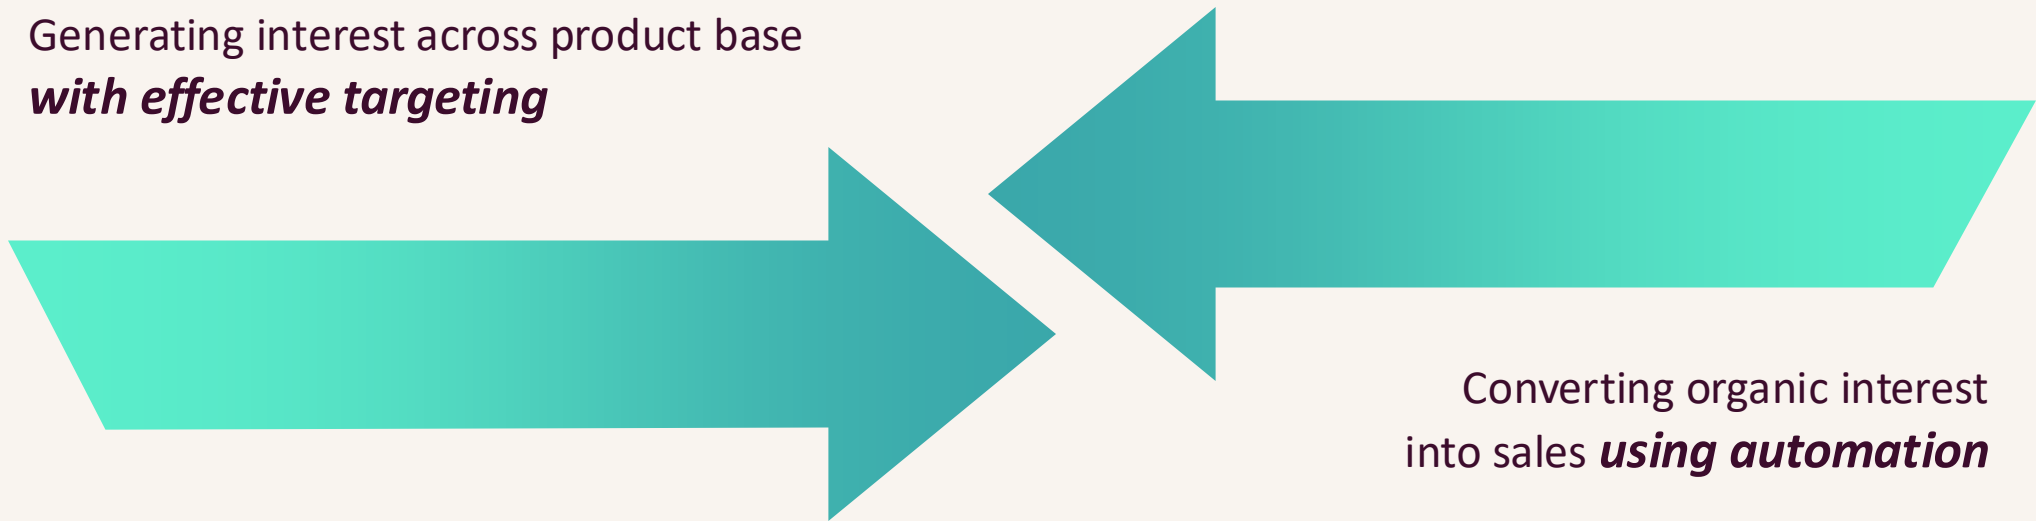 Generating interest across product base
with effective targeting
Converting organic interest
into sales using automation